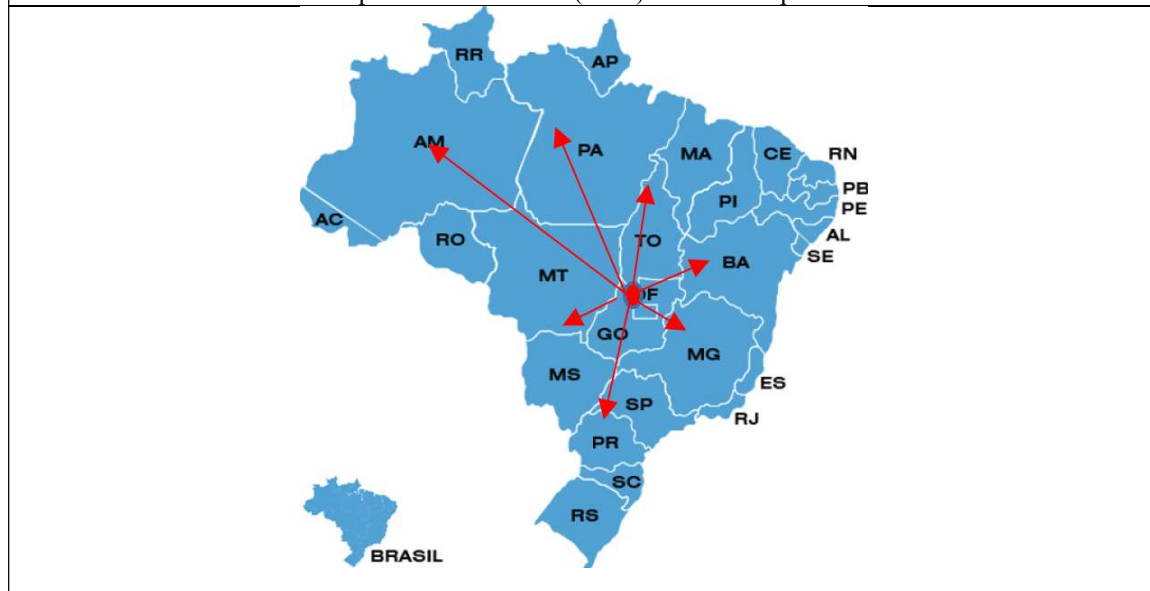 RR
AP
AM
PA
MA
CE
RN
PB
PI
PE
AC
AL
RO
TO
SE
MT
BA
DF
GO
MG
MS
ES
SP
RJ
PR
SC
RS
BRASIL